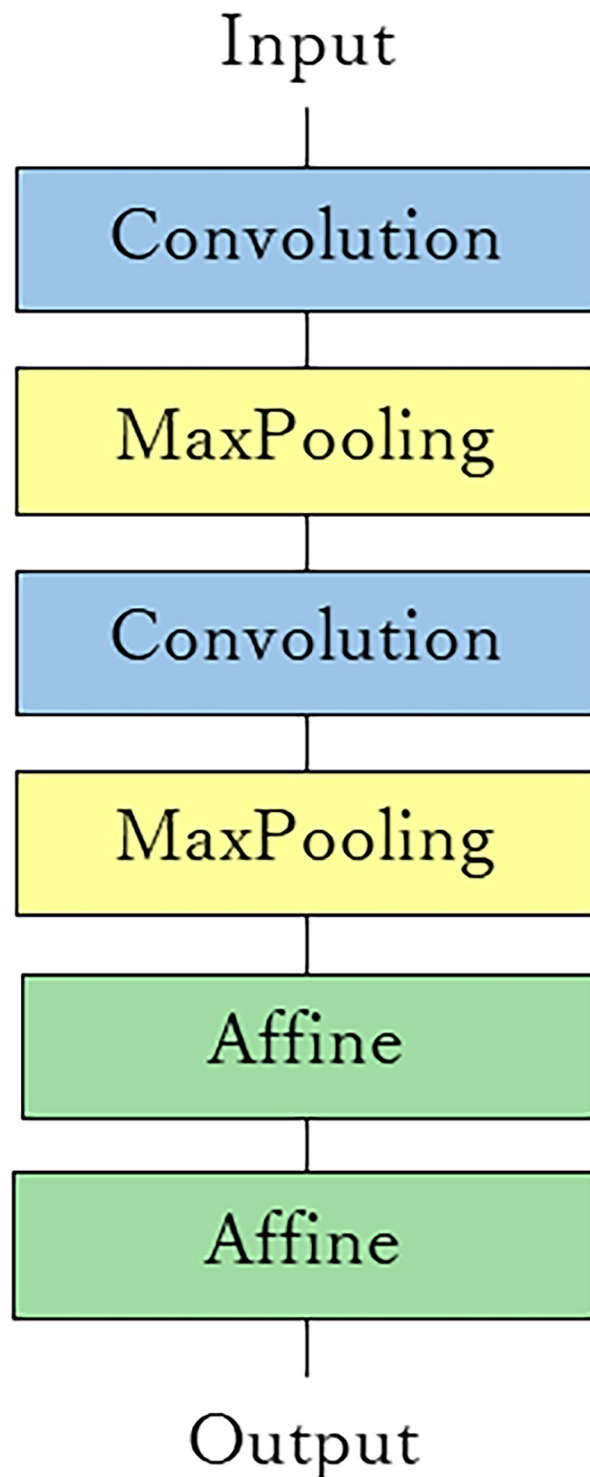 Input
Convolution
MaxPooling
Convolution
MaxPooling
Affine
Affine
Output